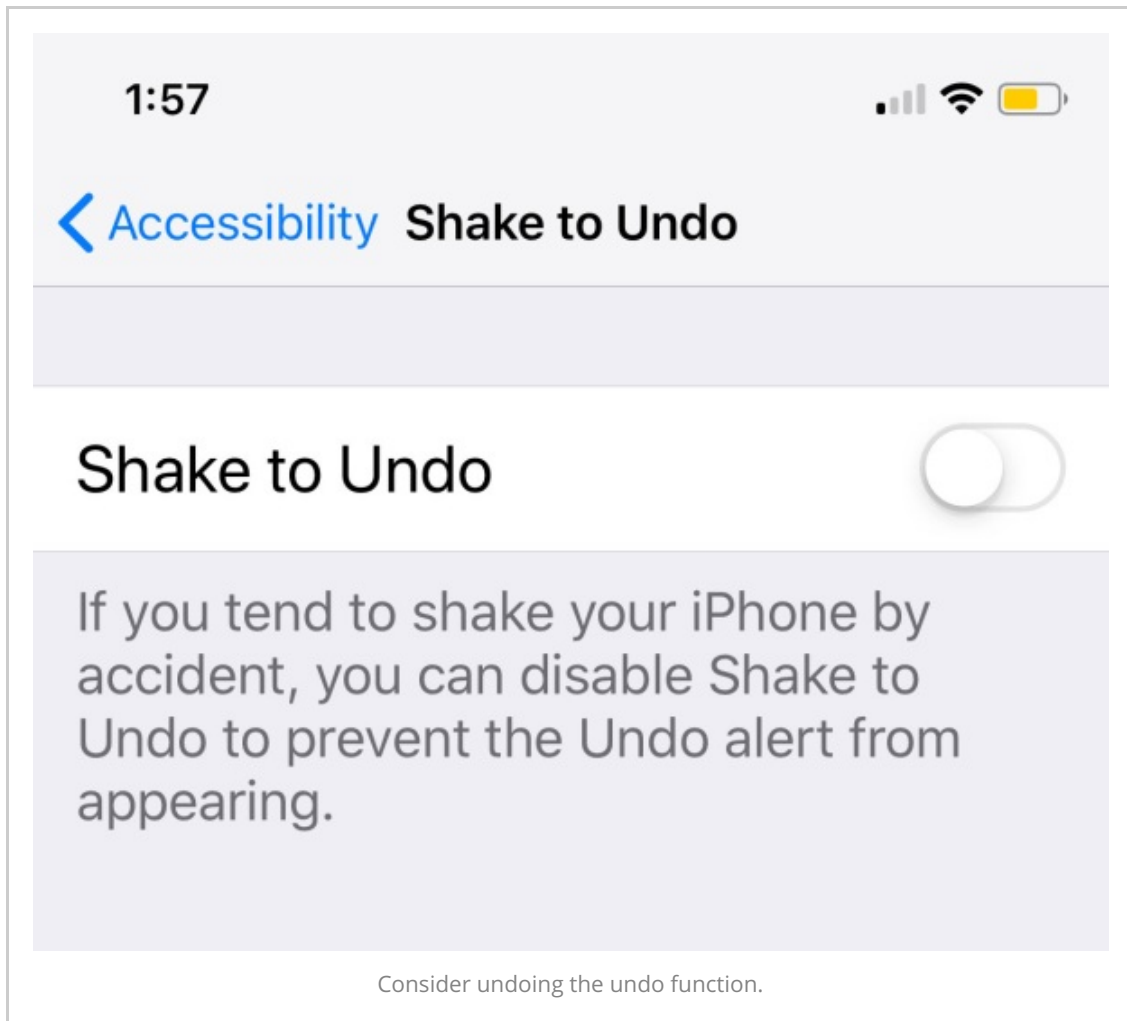 1:57
Accessibility Shake to Undo
Shake to Undo
If you tend to shake your iPhone by
accident, you can disable Shake to
Undo to prevent the Undo alert from
appearing.
Consider undoing the undo function.